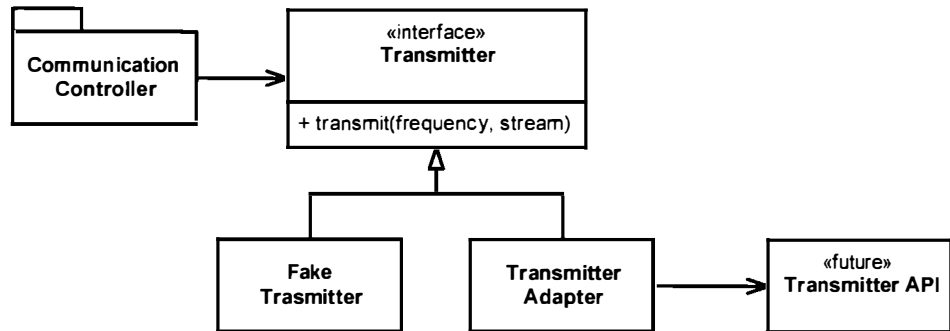 Communication
Controller
«interface»
Transmitter
+ transmit(frequency, stream)
Fake
Trasmitter
Transmitter
Adapter
«future»
Transmitter API